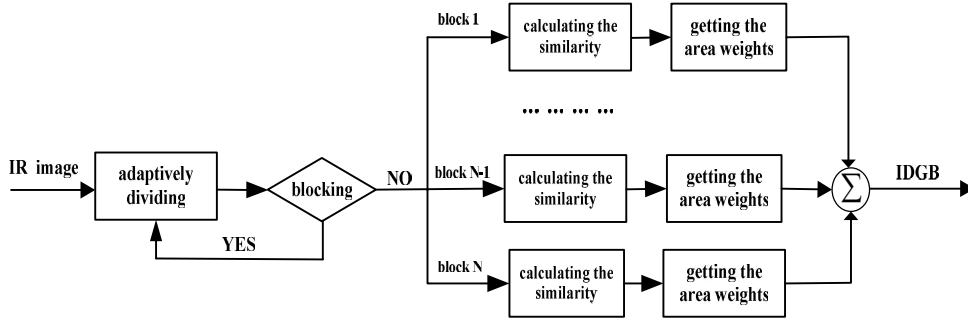 block 1
calculating the
similarity
getting the
area weights
... ... ... ...
IR image
adaptively
dividing
blocking
NO
YES
block N-1
calculating the
similarity
getting the
area weights
Σ
IDGB
block N
calculating the
similarity
getting the
area weights